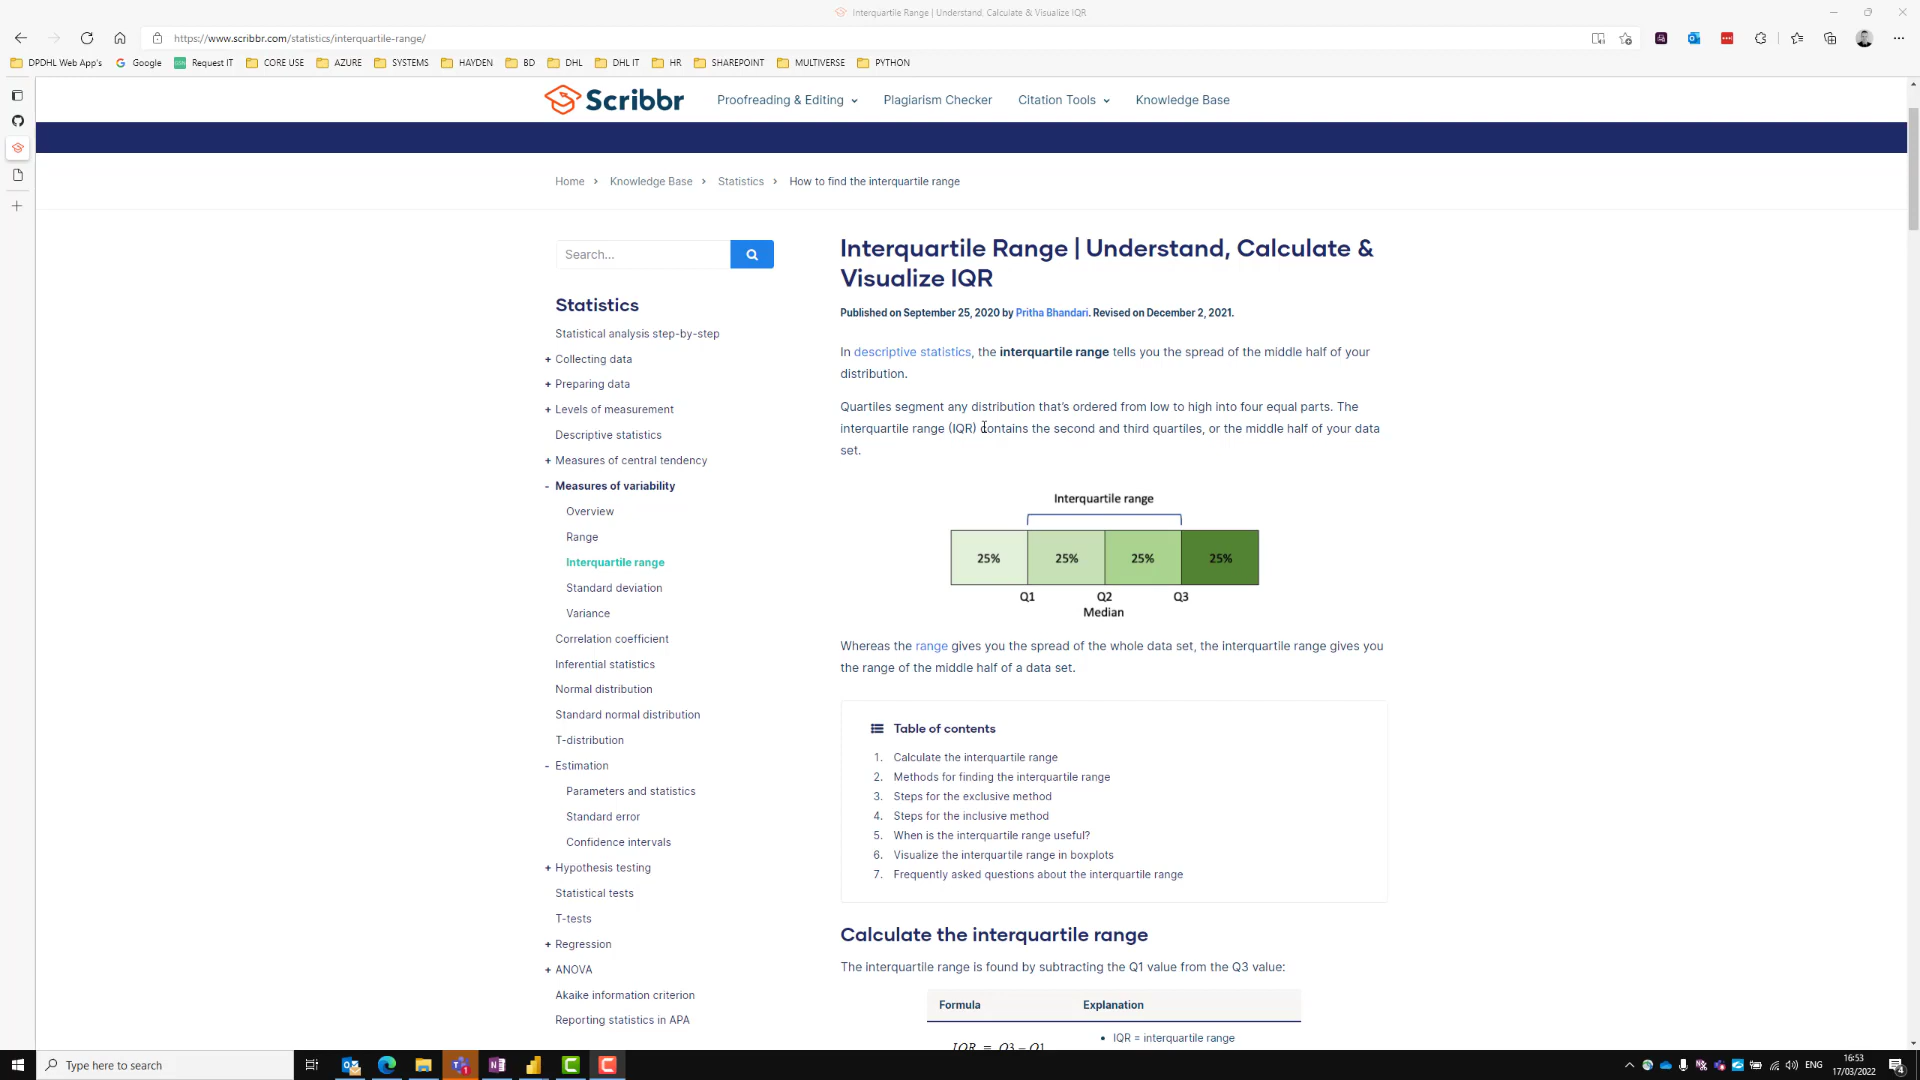 Interquartile Range | Understand, Calculate & Visualize IQR
https://www.scribbr.com/statistics/interquartile-range/
DPDHL Web App's
Google
Request IT
CORE USE
AZURE
SYSTEMS
HAYDEN
BD
DHL
DHL IT
HR
SHAREPOINT
MULTIVERSE
PYTHON
Scribbr
Proofreading & Editing
Plagiarism Checker
Citation Tools
Knowledge Base
Home > Knowledge Base > Statistics > How to find the interquartile range
Search...
Statistics
Statistical analysis step-by-step
+ Collecting data
+ Preparing data
+ Levels of measurement
Descriptive statistics
+ Measures of central tendency
- Measures of variability
Overview
Range
Interquartile range
Standard deviation
Variance
Correlation coefficient
Inferential statistics
Normal distribution
Standard normal distribution
T-distribution
- Estimation
Parameters and statistics
Standard error
Confidence intervals
+ Hypothesis testing
Statistical tests
T-tests
+ Regression
+ ANOVA
Akaike information criterion
Reporting statistics in APA
Interquartile Range | Understand, Calculate &
Visualize IQR
Published on September 25, 2020 by Pritha Bhandari. Revised on December 2, 2021.
In descriptive statistics, the interquartile range tells you the spread of the middle half of your
distribution.
Quartiles segment any distribution that's ordered from low to high into four equal parts. The
interquartile range (IQR) contains the second and third quartiles, or the middle half of your data
set.
Interquartile range
25% 25% 25% 25%
Q1 Q2 Q3
Median
Whereas the range gives you the spread of the whole data set, the interquartile range gives you
the range of the middle half of a data set.
Table of contents
1. Calculate the interquartile range
2. Methods for finding the interquartile range
3. Steps for the exclusive method
4. Steps for the inclusive method
5. When is the interquartile range useful?
6. Visualize the interquartile range in boxplots
7. Frequently asked questions about the interquartile range
Calculate the interquartile range
The interquartile range is found by subtracting the Q1 value from the Q3 value:
Formula Explanation
IQR = Q3 – Q1
• IQR = interquartile range
Type here to search
ENG
16:53
17/03/2022
4